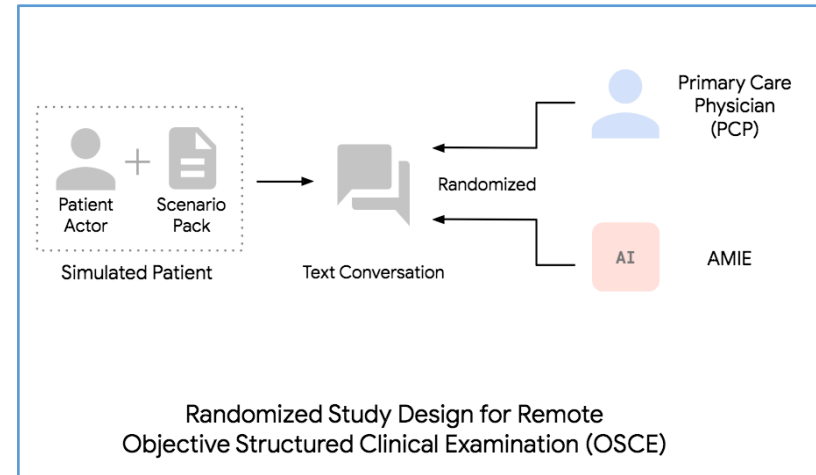 Patient
Actor
+
Scenario
Pack
Simulated Patient
Text Conversation
Randomized
Primary Care
Physician
(PCP)
AI
AMIE
Randomized Study Design for Remote
Objective Structured Clinical Examination (OSCE)